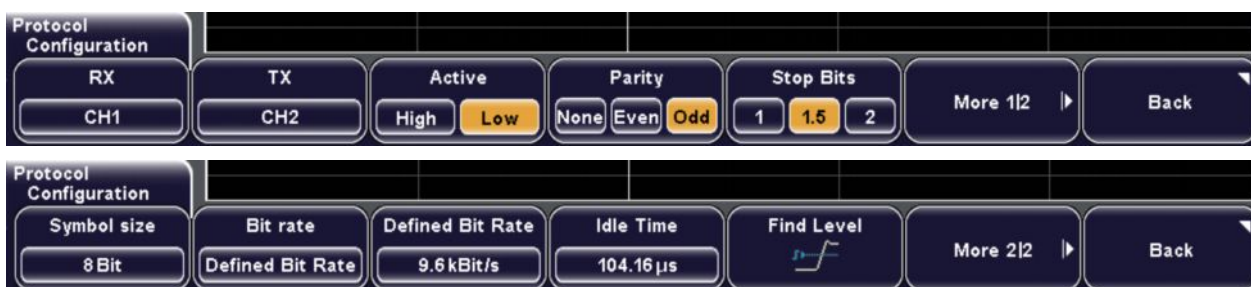 Protocol
Configuration
RX TX Active Parity Stop Bits More 1|2 Back
CH1 CH2 High Low None Even Odd 1 1.5 2
Protocol
Configuration
Symbol size Bit rate Defined Bit Rate Idle Time Find Level More 2|2 Back
8 Bit Defined Bit Rate 9.6 kBit/s 104.16 µs